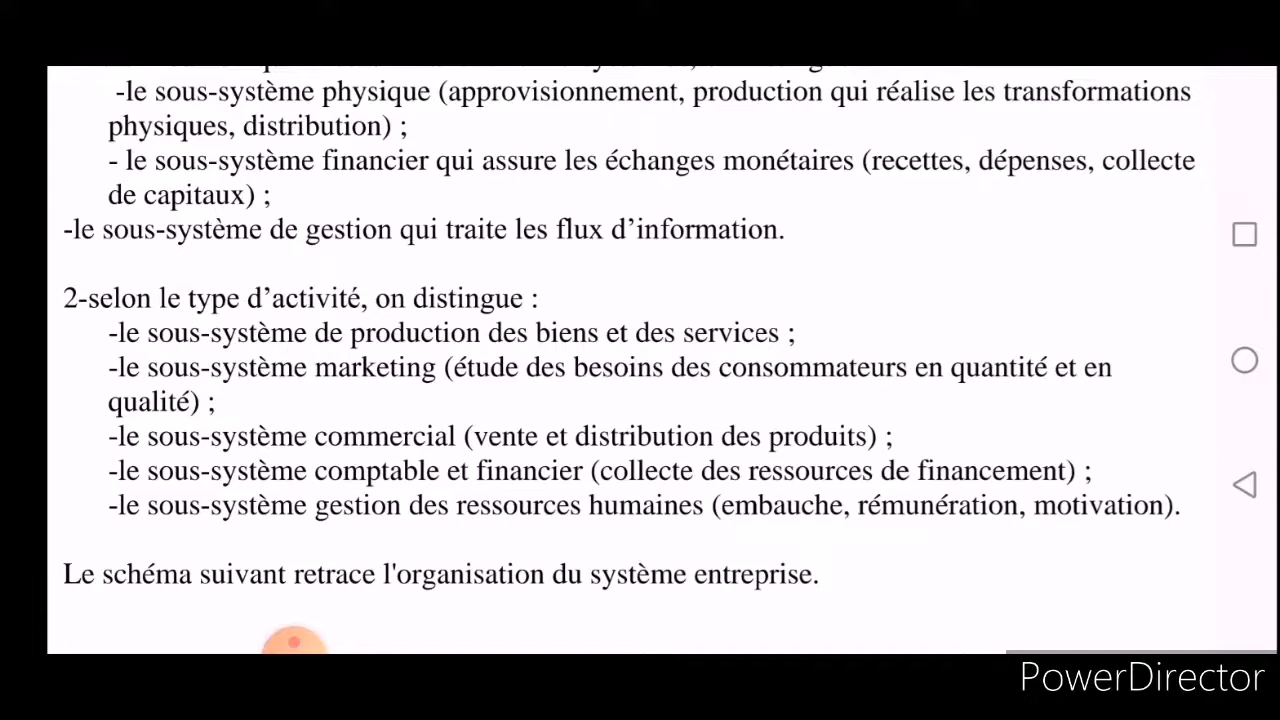 -le sous-système physique (approvisionnement, production qui réalise les transformations
physiques, distribution) ;
- le sous-système financier qui assure les échanges monétaires (recettes, dépenses, collecte
de capitaux) ;
-le sous-système de gestion qui traite les flux d’information.
2-selon le type d’activité, on distingue :
-le sous-système de production des biens et des services ;
-le sous-système marketing (étude des besoins des consommateurs en quantité et en
qualité) ;
-le sous-système commercial (vente et distribution des produits) ;
-le sous-système comptable et financier (collecte des ressources de financement) ;
-le sous-système gestion des ressources humaines (embauche, rémunération, motivation).
Le schéma suivant retrace l'organisation du système entreprise.
PowerDirector